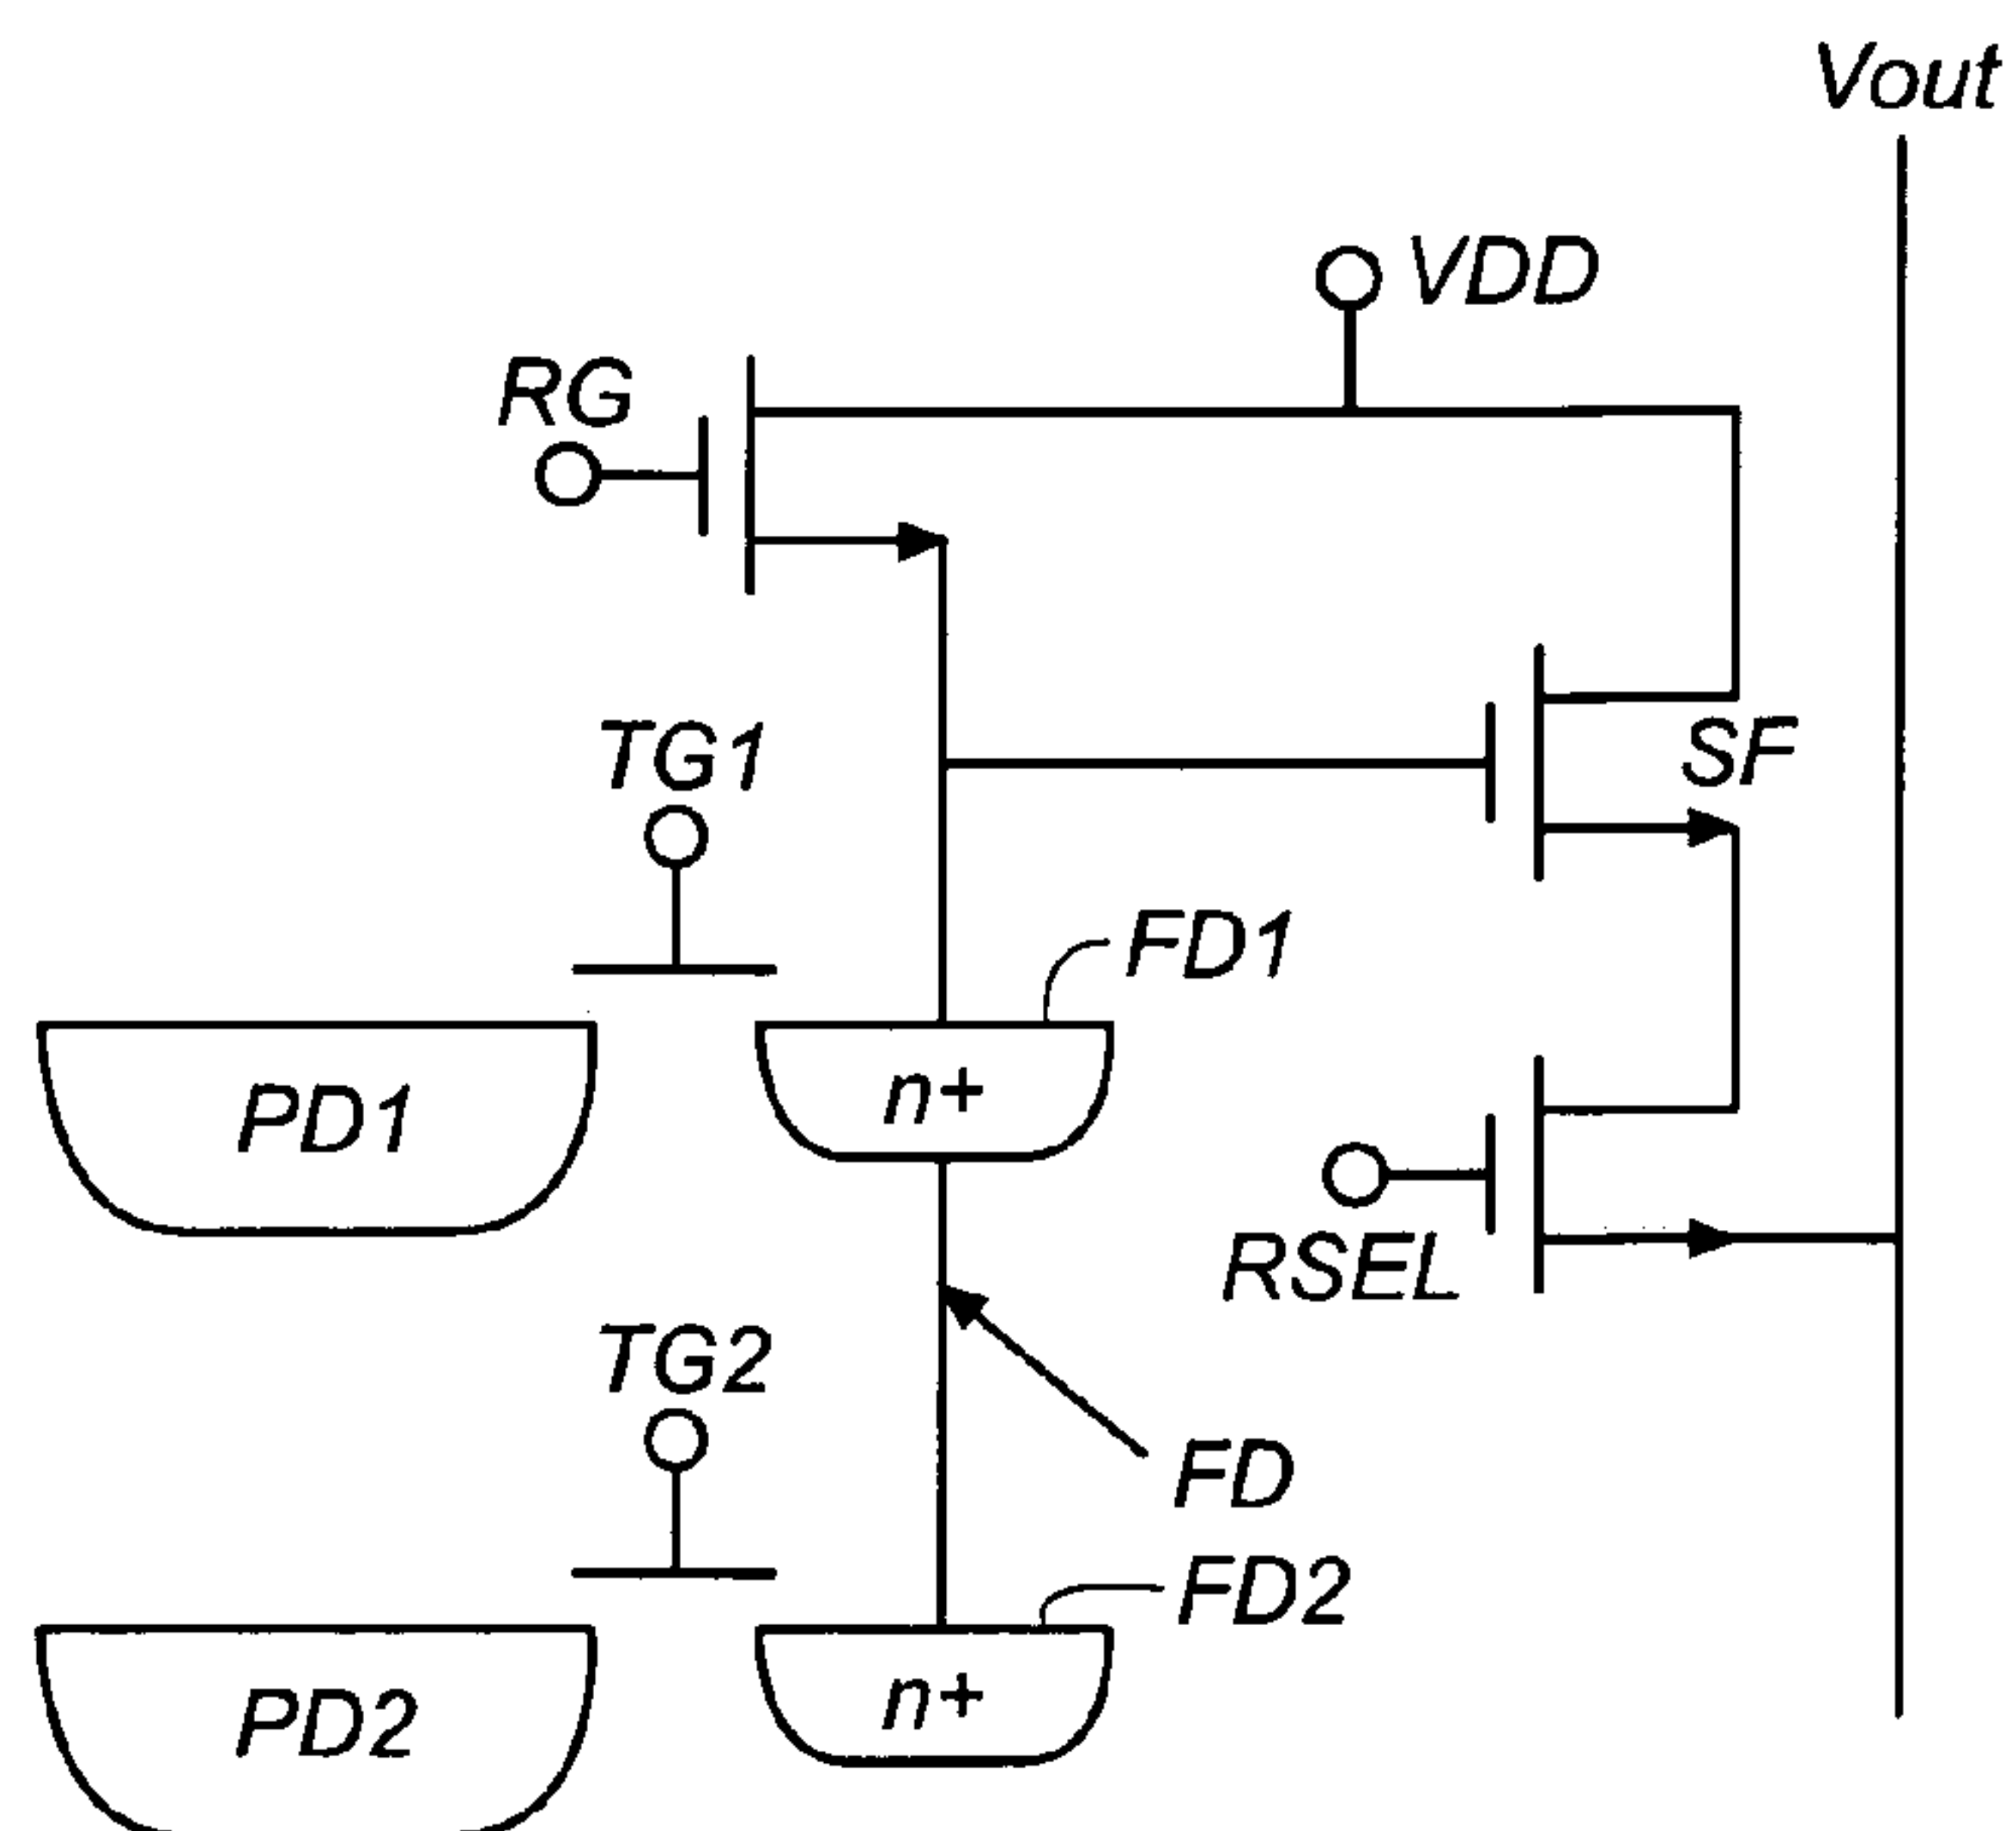 Vout
VDD
RG
TG1
SF
FD1
PD1
n+
RSEL
TG2
FD
FD2
PD2
n+